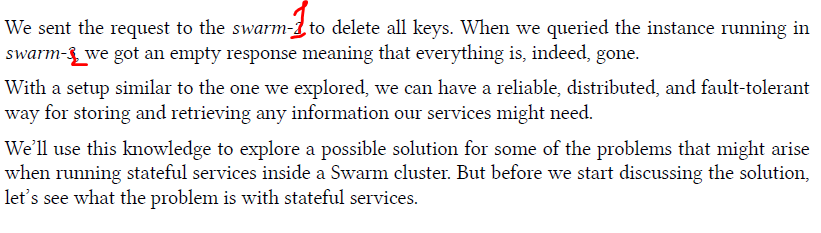 We sent the request to the swarm-1 to delete all keys. When we queried the instance running in
swarm- we got an empty response meaning that everything is, indeed, gone.
With a setup similar to the one we explored, we can have a reliable, distributed, and fault-tolerant
way for storing and retrieving any information our services might need.
We’ll use this knowledge to explore a possible solution for some of the problems that might arise
when running stateful services inside a Swarm cluster. But before we start discussing the solution,
let’s see what the problem is with stateful services.